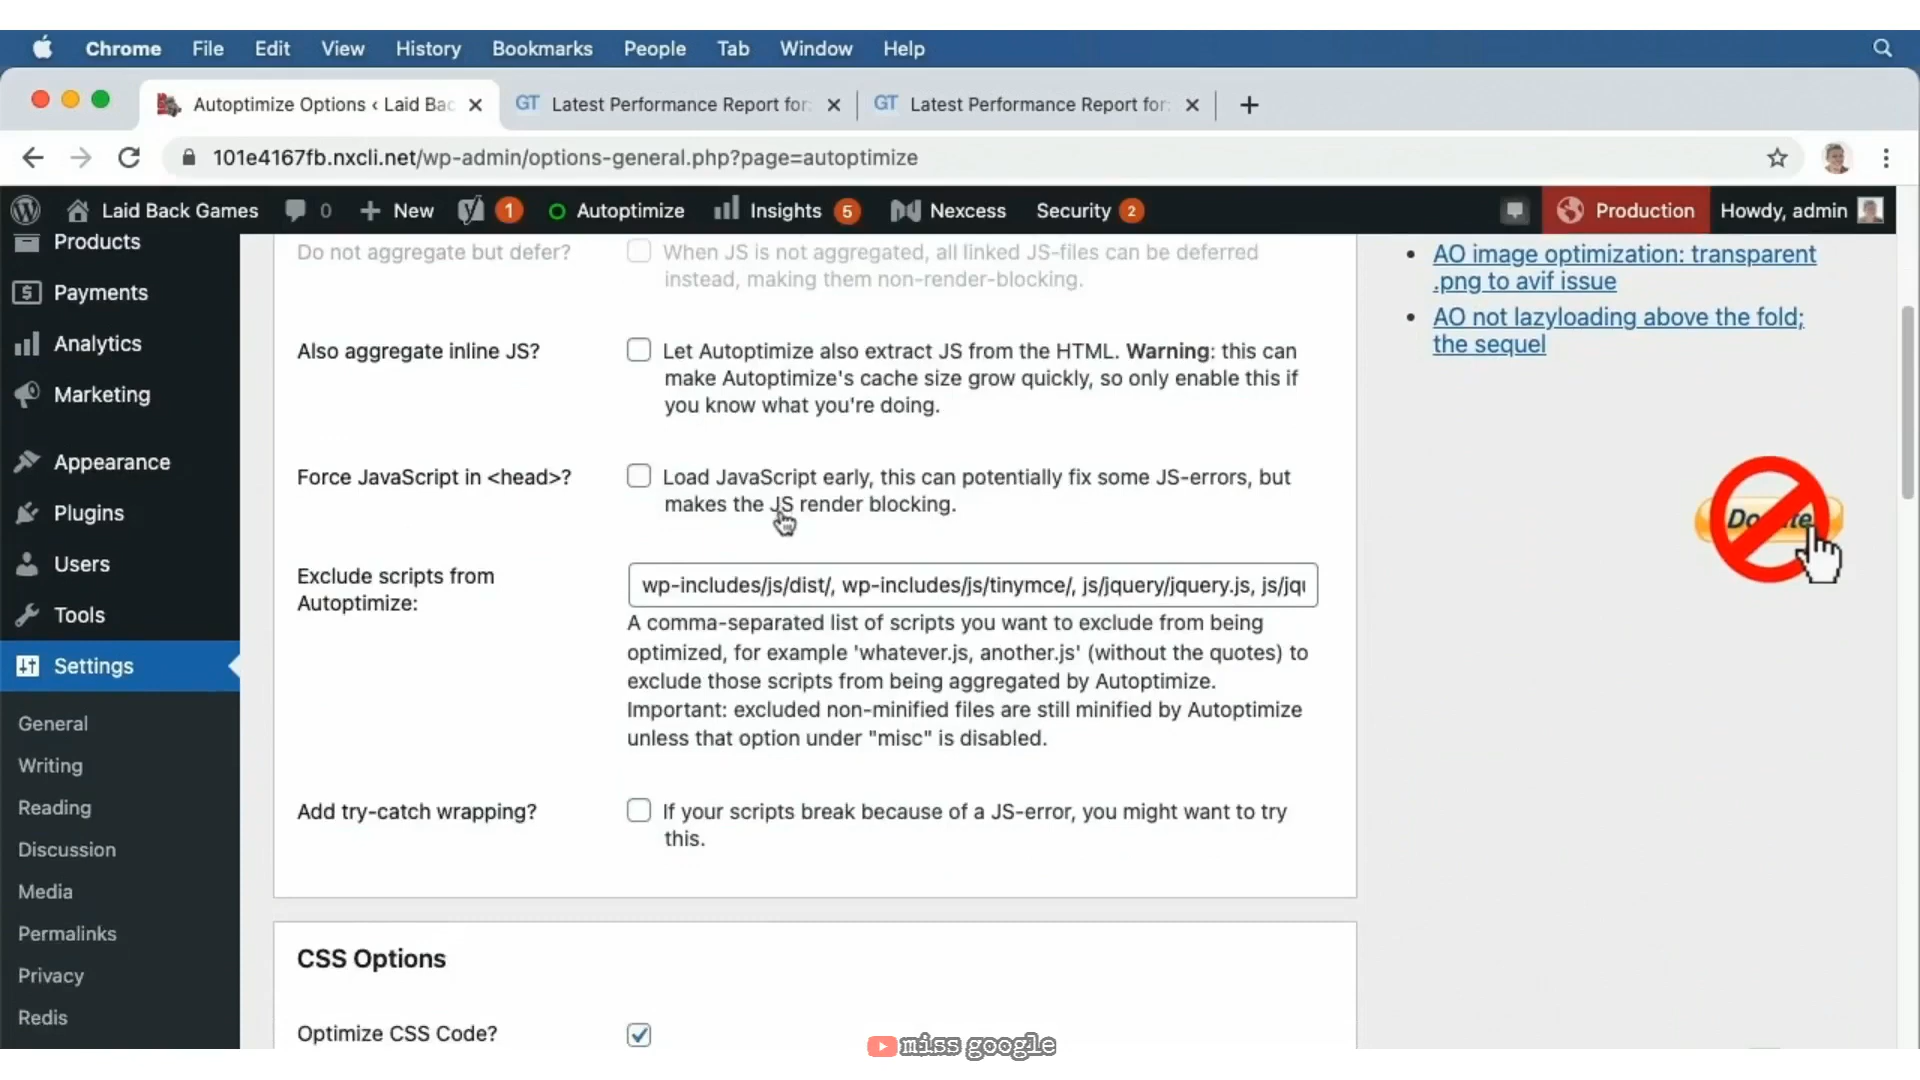 Chrome File Edit View History Bookmarks People Tab Window Help
Autoptimize Options ‹ Laid Bac
GT Latest Performance Report for:
GT Latest Performance Report for:
101e4167fb.nxcli.net/wp-admin/options-general.php?page=autoptimize
Laid Back Games 0 New 1 Autoptimize Insights 5 Nexcess Security 2 Production Howdy, admin
Products
Payments
Analytics
Marketing
Appearance
Plugins
Users
Tools
Settings
General
Writing
Reading
Discussion
Media
Permalinks
Privacy
Redis
Do not aggregate but defer?
When JS is not aggregated, all linked JS-files can be deferred
instead, making them non-render-blocking.
Also aggregate inline JS?
Let Autoptimize also extract JS from the HTML. Warning: this can
make Autoptimize's cache size grow quickly, so only enable this if
you know what you're doing.
Force JavaScript in <head>?
Load JavaScript early, this can potentially fix some JS-errors, but
makes the JS render blocking.
Exclude scripts from
Autoptimize:
wp-includes/js/dist/, wp-includes/js/tinymce/, js/jquery/jquery.js, js/jqu
A comma-separated list of scripts you want to exclude from being
optimized, for example 'whatever.js, another.js' (without the quotes) to
exclude those scripts from being aggregated by Autoptimize.
Important: excluded non-minified files are still minified by Autoptimize
unless that option under "misc" is disabled.
Add try-catch wrapping?
If your scripts break because of a JS-error, you might want to try
this.
CSS Options
Optimize CSS Code?
AO image optimization: transparent
.png to avif issue
AO not lazyloading above the fold;
the sequel
Donate
miss google